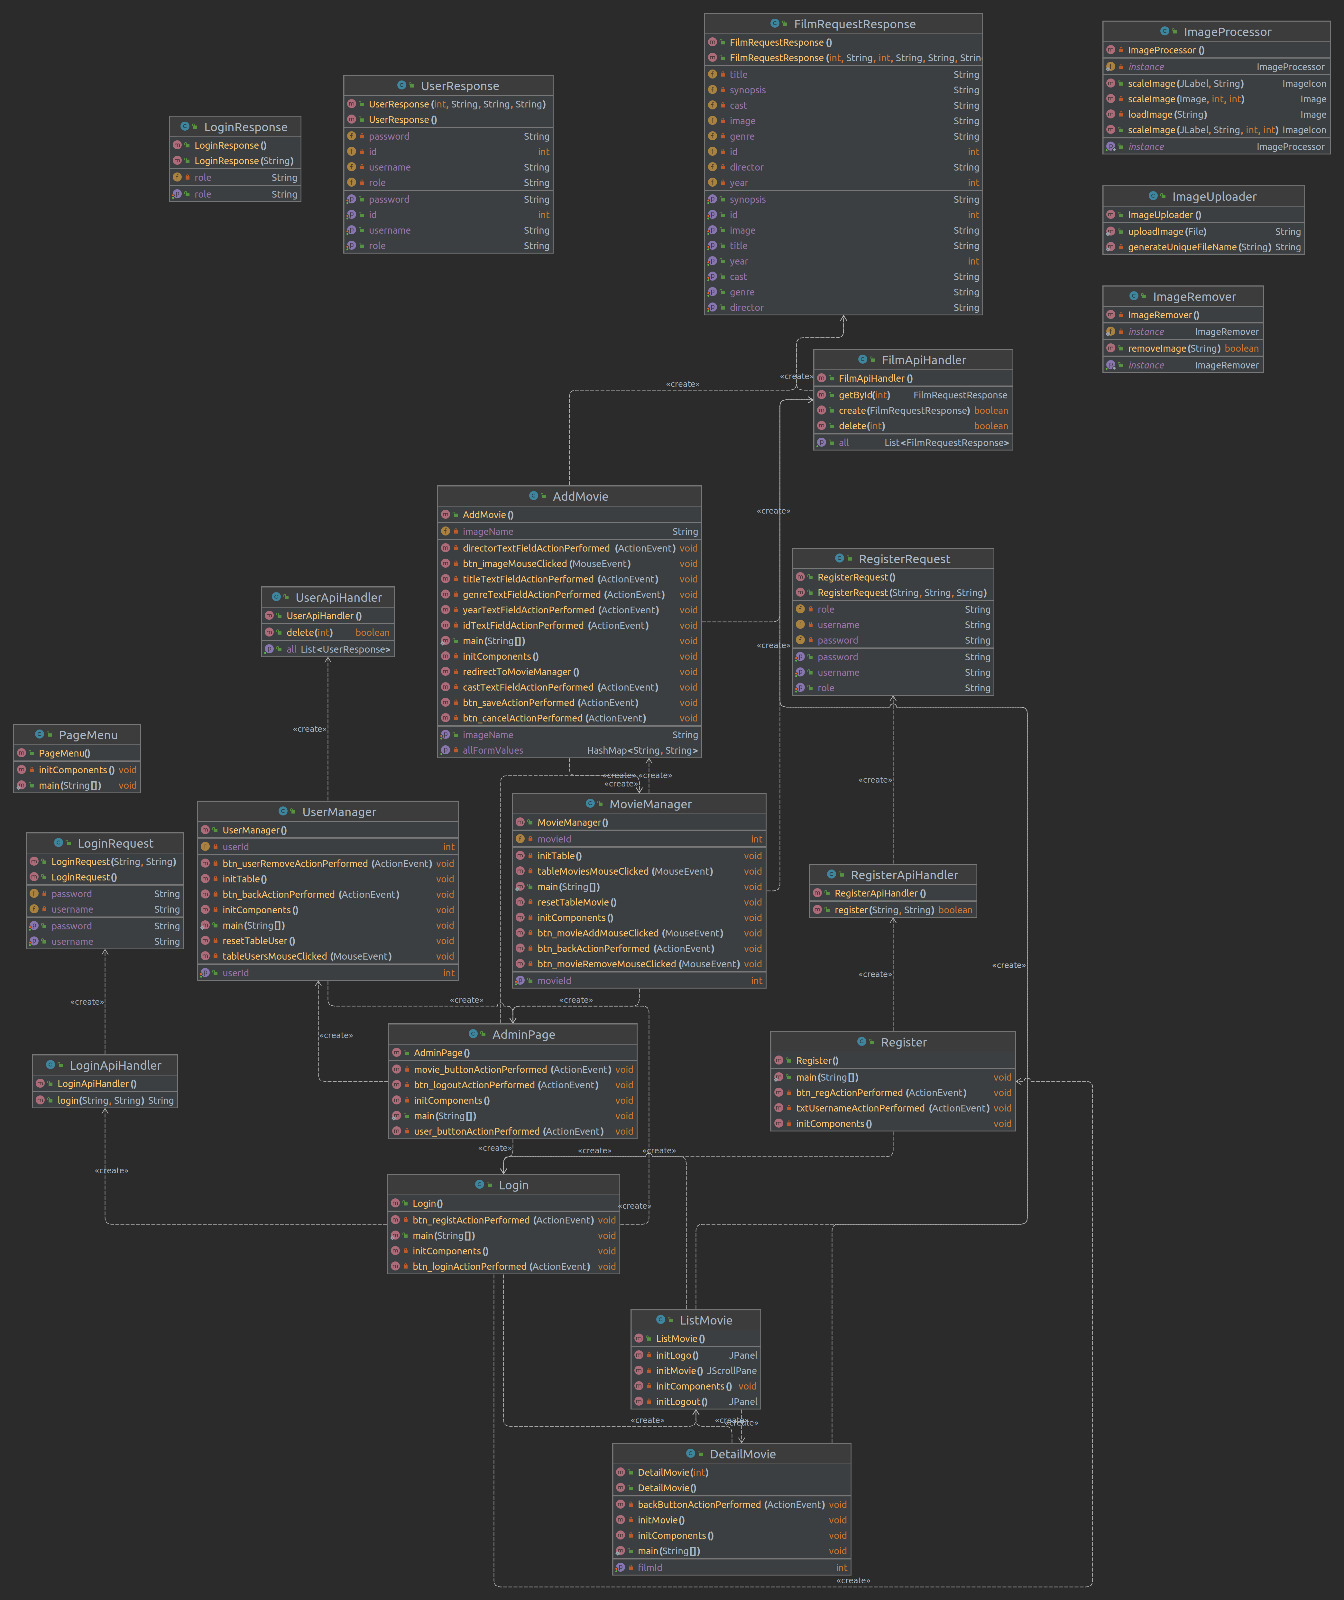 FilmRequestResponse
FilmRequestResponse()
FilmRequestResponse(int, String, int, String, String, Strin
title String
synopsis String
cast String
image String
genre String
id int
director String
year int
synopsis String
id int
image String
title String
year int
cast String
genre String
director String
ImageProcessor
ImageProcessor()
instance ImageProcessor
scaleImage(JLabel, String) ImageIcon
scaleImage(Image, int, int) Image
loadImage(String) Image
scaleImage(JLabel, String, int, int) ImageIcon
instance ImageProcessor
UserResponse
UserResponse(int, String, String, String)
UserResponse()
password String
id int
username String
role String
password String
id int
username String
role String
LoginResponse
LoginResponse()
LoginResponse(String)
role String
role String
ImageUploader
ImageUploader()
uploadImage(File) String
generateUniqueFileName(String) String
ImageRemover
ImageRemover()
instance ImageRemover
removeImage(String) boolean
instance ImageRemover
FilmApiHandler
FilmApiHandler()
getById(int) FilmRequestResponse
create(FilmRequestResponse) boolean
delete(int) boolean
all List<FilmRequestResponse>
«create»
«create»
AddMovie
AddMovie()
imageName String
directorTextFieldActionPerformed (ActionEvent) void
btn_imageMouseClicked(MouseEvent) void
titleTextFieldActionPerformed (ActionEvent) void
genreTextFieldActionPerformed (ActionEvent) void
yearTextFieldActionPerformed (ActionEvent) void
idTextFieldActionPerformed (ActionEvent) void
main(String[]) void
initComponents() void
redirectToMovieManager() void
castTextFieldActionPerformed (ActionEvent) void
btn_saveActionPerformed (ActionEvent) void
btn_cancelActionPerformed (ActionEvent) void
imageName String
allFormValues HashMap<String, String>
«create»
RegisterRequest
RegisterRequest()
RegisterRequest(String, String, String)
role String
username String
password String
password String
username String
role String
«create»
UserApiHandler
UserApiHandler()
delete(int) boolean
all List<UserResponse>
«create»
PageMenu
PageMenu()
initComponents() void
main(String[]) void
«create»
«create»
«create»
«create»
UserManager
UserManager()
userId int
btn_userRemoveActionPerformed (ActionEvent) void
initTable() void
btn_backActionPerformed (ActionEvent) void
initComponents() void
main(String[]) void
resetTableUser() void
tableUsersMouseClicked (MouseEvent) void
userId int
MovieManager
MovieManager()
movieId int
initTable() void
tableMoviesMouseClicked (MouseEvent) void
main(String[]) void
resetTableMovie() void
initComponents() void
btn_movieAddMouseClicked (MouseEvent) void
btn_backActionPerformed (ActionEvent) void
btn_movieRemoveMouseClicked (MouseEvent) void
movieId int
LoginRequest
LoginRequest(String, String)
LoginRequest()
password String
username String
password String
username String
RegisterApiHandler
RegisterApiHandler()
register(String, String) boolean
«create»
«create»
«create»
«create»
«create»
«create»
AdminPage
AdminPage()
movie_buttonActionPerformed (ActionEvent) void
btn_logoutActionPerformed (ActionEvent) void
initComponents() void
main(String[]) void
user_buttonActionPerformed (ActionEvent) void
Register
Register()
main(String[]) void
btn_regActionPerformed (ActionEvent) void
txtUsernameActionPerformed (ActionEvent) void
initComponents() void
LoginApiHandler
LoginApiHandler()
login(String, String) String
«create»
«create»
«create»
«create»
Login
Login()
btn_registActionPerformed (ActionEvent) void
main(String[]) void
initComponents() void
btn_loginActionPerformed (ActionEvent) void
«create»
ListMovie
ListMovie()
initLogo() JPanel
initMovie() JScrollPane
initComponents() void
initLogout() JPanel
«create»
«create»
«create»
DetailMovie
DetailMovie(int)
DetailMovie()
backButtonActionPerformed (ActionEvent) void
initMovie() void
initComponents() void
main(String[]) void
filmId int
«create»